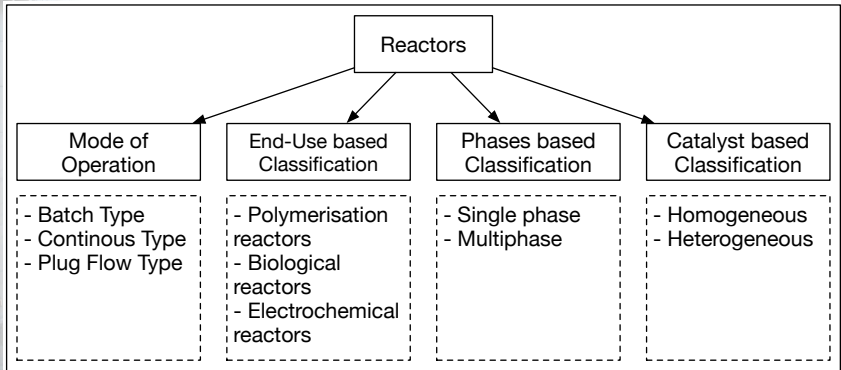 Reactors
Mode of
Operation
End-Use based
Classification
Phases based
Classification
Catalyst based
Classification
- Batch Type
- Continous Type
- Plug Flow Type
- Polymerisation
reactors
- Biological
reactors
- Electrochemical
reactors
- Single phase
- Multiphase
- Homogeneous
- Heterogeneous